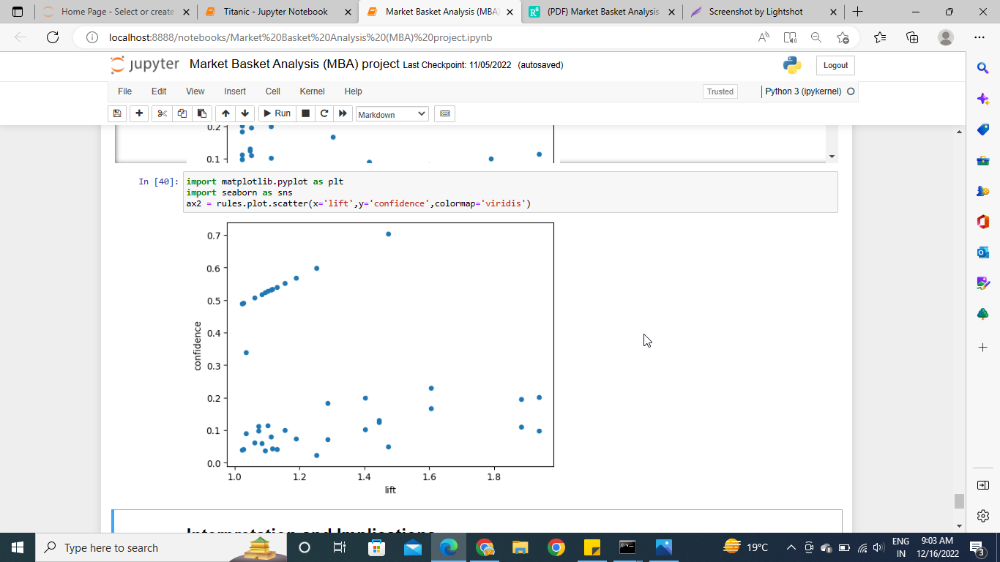 Home Page - Select or create
Titanic - Jupyter Notebook
Market Basket Analysis (MBA)
(PDF) Market Basket Analysis
Screenshot by Lightshot
localhost:8888/notebooks/Market%20Basket%20Analysis%20(MBA)%20project.ipynb
jupyter Market Basket Analysis (MBA) project Last Checkpoint: 11/05/2022 (autosaved)
Logout
File Edit View Insert Cell Kernel Help
Trusted
Python 3 (ipykernel)
Run
Markdown
0.2
0.1
In [40]:
import matplotlib.pyplot as plt
import seaborn as sns
ax2 = rules.plot.scatter(x='lift',y='confidence',colormap='viridis')
0.7
0.6
0.5
0.4
0.3
0.2
0.1
0.0
confidence
1.0 1.2 1.4 1.6 1.8
lift
Interpretation and Implications
Type here to search
19°C
ENG
IN
9:03 AM
12/16/2022
3